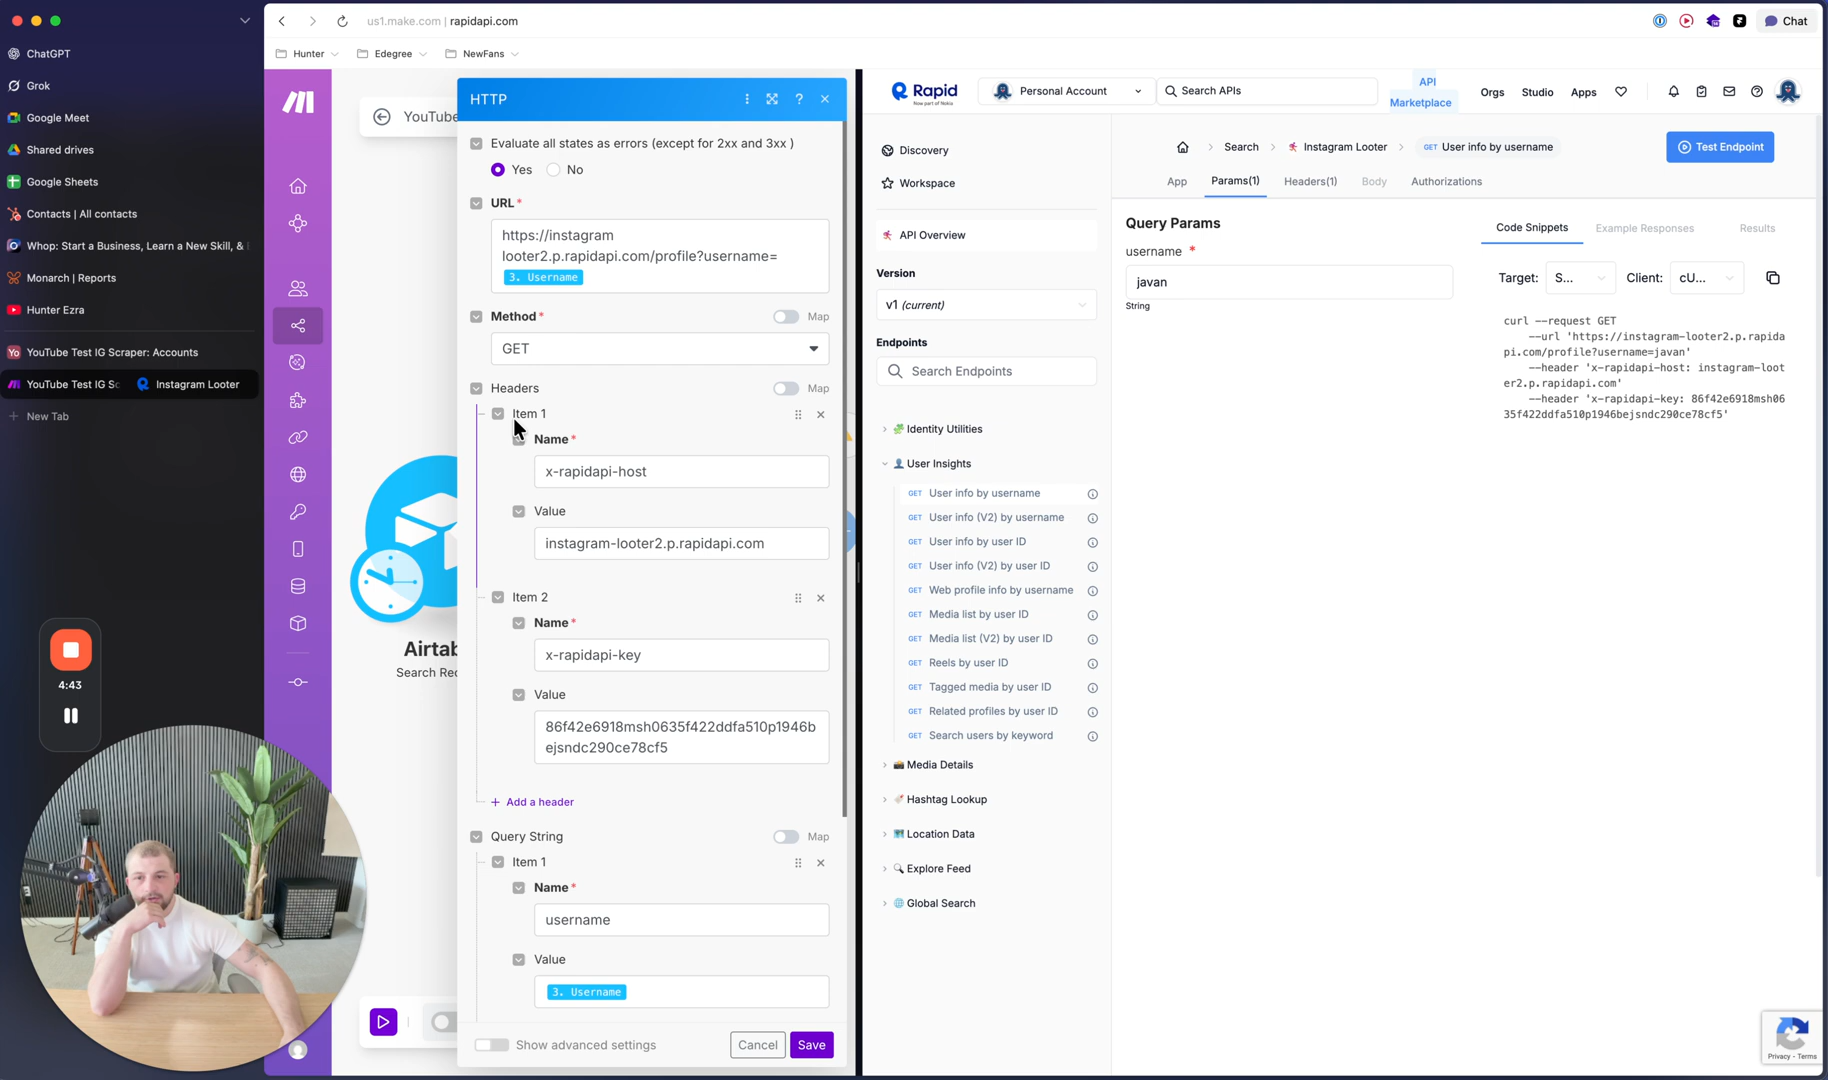 ChatGPT
Grok
Google Meet
Shared drives
Google Sheets
Contacts | All contacts
Whop: Start a Business, Learn a New Skill, &
Monarch | Reports
Hunter Ezra
YouTube Test IG Scraper: Accounts
YouTube Test IG Sc
Instagram Looter
New Tab
4:43
us1.make.com | rapidapi.com
Chat
Hunter
Edegree
NewFans
YouTube
Airtab
Search Rec
HTTP
Evaluate all states as errors (except for 2xx and 3xx )
Yes
No
URL*
https://instagram
looter2.p.rapidapi.com/profile?username=
3. Username
Method*
Map
GET
Headers
Map
Item 1
Name*
x-rapidapi-host
Value
instagram-looter2.p.rapidapi.com
Item 2
Name*
x-rapidapi-key
Value
86f42e6918msh0635f422ddfa510p1946b
ejsndc290ce78cf5
Add a header
Query String
Map
Item 1
Name*
username
Value
3. Username
Show advanced settings
Cancel
Save
Rapid
Now part of Nokia
Personal Account
Search APIs
API
Marketplace
Orgs
Studio
Apps
Discovery
Workspace
API Overview
Version
v1 (current)
Endpoints
Search Endpoints
Identity Utilities
User Insights
GET User info by username
GET User info (V2) by username
GET User info by user ID
GET User info (V2) by user ID
GET Web profile info by username
GET Media list by user ID
GET Media list (V2) by user ID
GET Reels by user ID
GET Tagged media by user ID
GET Related profiles by user ID
GET Search users by keyword
Media Details
Hashtag Lookup
Location Data
Explore Feed
Global Search
Search
Instagram Looter
GET User info by username
Test Endpoint
App
Params(1)
Headers(1)
Body
Authorizations
Query Params
username *
javan
String
Code Snippets
Example Responses
Results
Target:
S...
Client:
cU...
curl --request GET
--url 'https://instagram-looter2.p.rapida
pi.com/profile?username=javan'
--header 'x-rapidapi-host: instagram-loot
er2.p.rapidapi.com'
--header 'x-rapidapi-key: 86f42e6918msh06
35f422ddfa510p1946bejsndc290ce78cf5'
Privacy - Terms